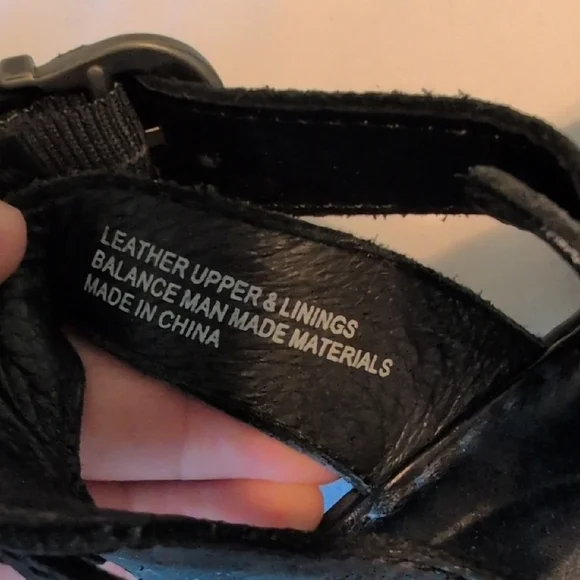 LEATHER UPPER & LININGS
BALANCE MAN MADE MATERIALS
MADE IN CHINA